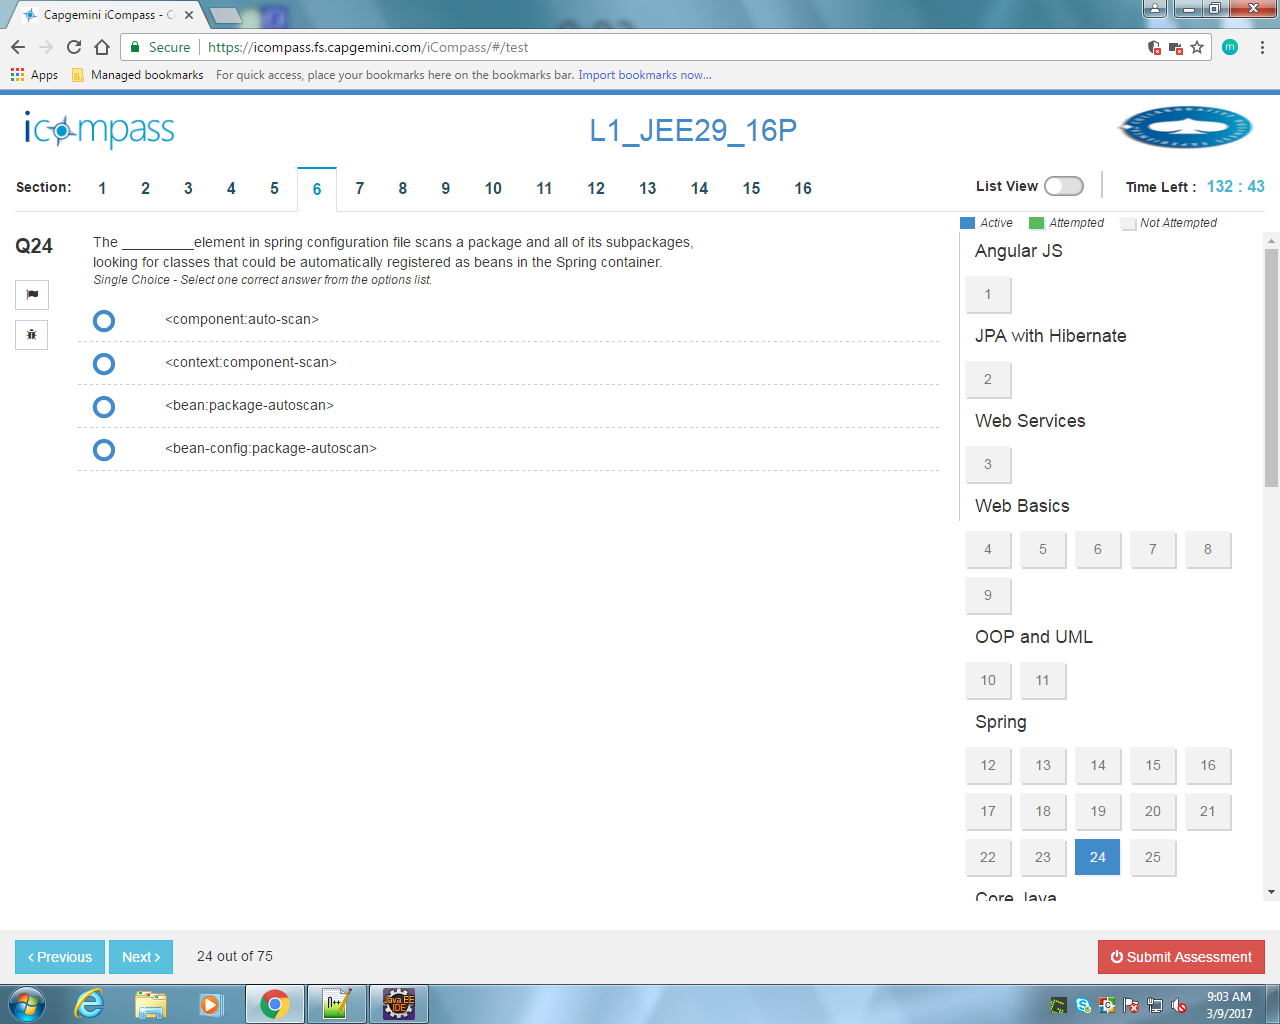 Capgemini iCompass - C
Secure
https://icompass.fs.capgemini.com/iCompass/#/test
m
Apps
Managed bookmarks
For quick access, place your bookmarks here on the bookmarks bar. Import bookmarks now...
icompass
L1_JEE29_16P
Section: 1 2 3 4 5 6 7 8 9 10 11 12 13 14 15 16
List View
Time Left : 132 : 43
Active Attempted Not Attempted
Q24
The _________element in spring configuration file scans a package and all of its subpackages,
looking for classes that could be automatically registered as beans in the Spring container.
Single Choice - Select one correct answer from the options list.
<component:auto-scan>
<context:component-scan>
<bean:package-autoscan>
<bean-config:package-autoscan>
Angular JS
1
JPA with Hibernate
2
Web Services
3
Web Basics
4 5 6 7 8
9
OOP and UML
10 11
Spring
12 13 14 15 16
17 18 19 20 21
22 23 24 25
Core Java
Previous
Next
24 out of 75
Submit Assessment
Java EE
IDE
9:03 AM
3/9/2017